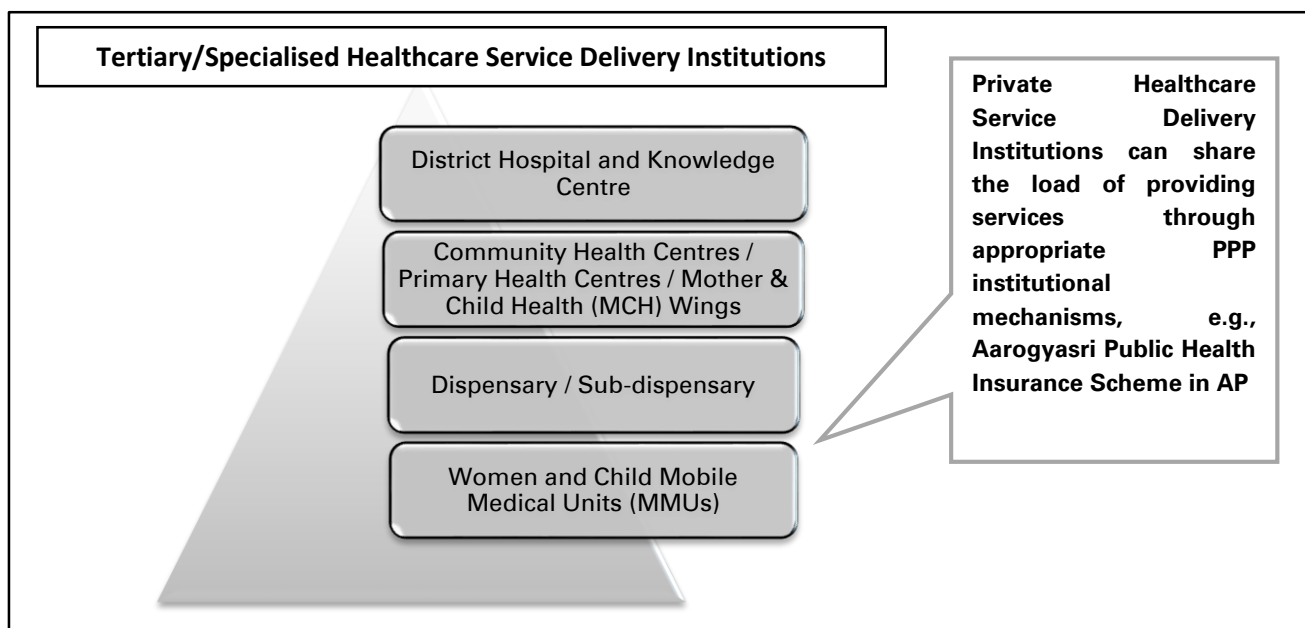 Tertiary/Specialised Healthcare Service Delivery Institutions
District Hospital and Knowledge
Centre
Community Health Centres /
Primary Health Centres / Mother &
Child Health (MCH) Wings
Dispensary / Sub-dispensary
Women and Child Mobile
Medical Units (MMUs)
Private Healthcare
Service Delivery
Institutions can share
the load of providing
services through
appropriate PPP
institutional
mechanisms, e.g.,
Aarogyasri Public Health
Insurance Scheme in AP